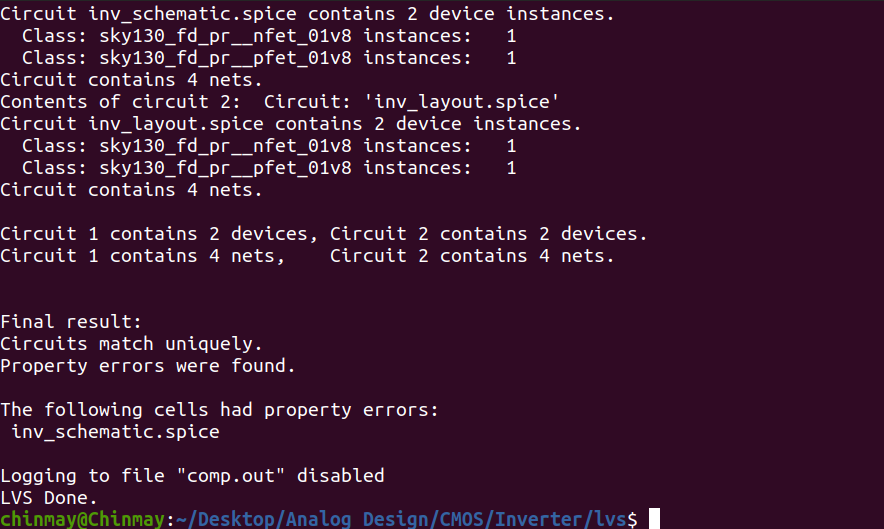 Circuit inv_schematic.spice contains 2 device instances.
  Class: sky130_fd_pr__nfet_01v8 instances:   1
  Class: sky130_fd_pr__pfet_01v8 instances:   1
Circuit contains 4 nets.
Contents of circuit 2:  Circuit: 'inv_layout.spice'
Circuit inv_layout.spice contains 2 device instances.
  Class: sky130_fd_pr__nfet_01v8 instances:   1
  Class: sky130_fd_pr__pfet_01v8 instances:   1
Circuit contains 4 nets.

Circuit 1 contains 2 devices, Circuit 2 contains 2 devices.
Circuit 1 contains 4 nets,    Circuit 2 contains 4 nets.


Final result:
Circuits match uniquely.
Property errors were found.

The following cells had property errors:
 inv_schematic.spice

Logging to file "comp.out" disabled
LVS Done.
chinmay@Chinmay:~/Desktop/Analog Design/CMOS/Inverter/lvs$